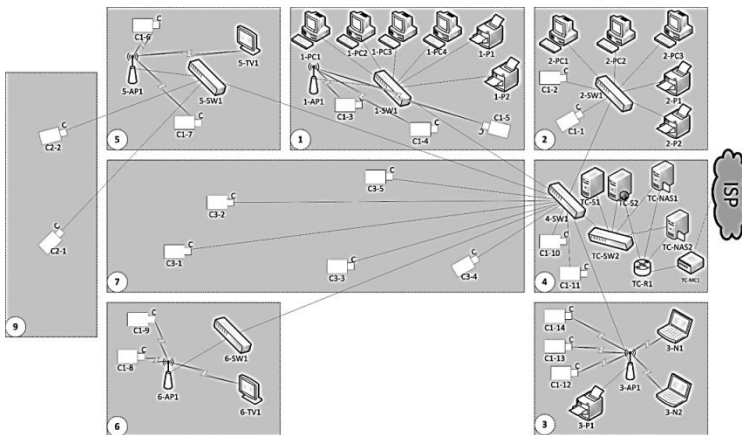 C1-6
5-TV1
5-AP1
5-SW1
C1-7
5
1-PC1
1-PC2
1-PC3
1-PC4
1-P1
1-P2
1-AP1
1-SW1
C1-3
C1-4
C1-5
1
2-PC1
2-PC2
2-PC3
C1-2
2-SW1
2-P1
C1-1
2-P2
2
C2-2
C2-1
9
C3-5
C3-2
C3-1
C3-3
C3-4
7
4-SW1
TC-S1
TC-S2
TC-NAS1
C1-10
TC-SW2
TC-NAS2
C1-11
TC-R1
TC-MC1
4
ISP
C1-9
C1-8
6-SW1
6-AP1
6-TV1
6
C1-14
3-N1
C1-13
C1-12
3-AP1
3-P1
3-N2
3